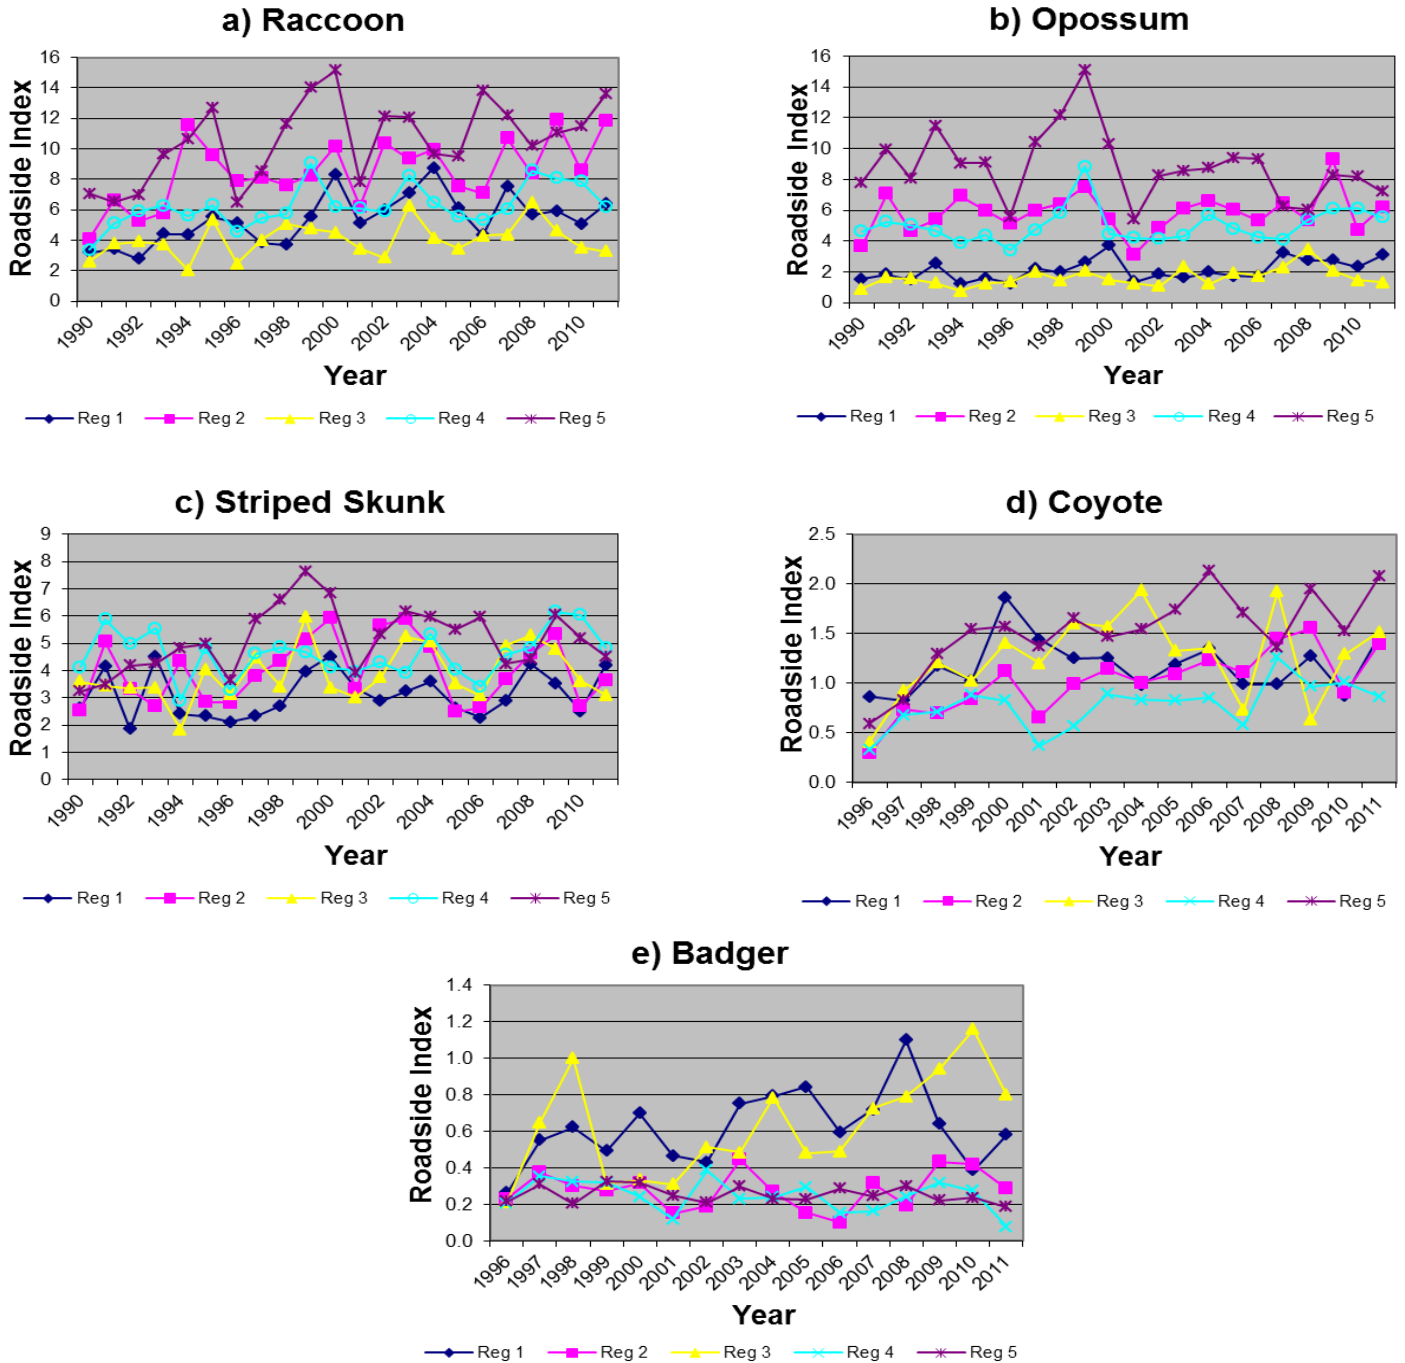 a) Raccoon
Roadside Index
16
14
12
10
8
6
4
2
0
1990 1992 1994 1996 1998 2000 2002 2004 2006 2008 2010
Year
Reg 1 Reg 2 Reg 3 Reg 4 Reg 5
b) Opossum
Roadside Index
16
14
12
10
8
6
4
2
0
1990 1992 1994 1996 1998 2000 2002 2004 2006 2008 2010
Year
Reg 1 Reg 2 Reg 3 Reg 4 Reg 5
c) Striped Skunk
Roadside Index
9
8
7
6
5
4
3
2
1
0
1990 1992 1994 1996 1998 2000 2002 2004 2006 2008 2010
Year
Reg 1 Reg 2 Reg 3 Reg 4 Reg 5
d) Coyote
Roadside Index
2.5
2.0
1.5
1.0
0.5
0.0
1996 1997 1998 1999 2000 2001 2002 2003 2004 2005 2006 2007 2008 2009 2010 2011
Year
Reg 1 Reg 2 Reg 3 Reg 4 Reg 5
e) Badger
Roadside Index
1.4
1.2
1.0
0.8
0.6
0.4
0.2
0.0
1996 1997 1998 1999 2000 2001 2002 2003 2004 2005 2006 2007 2008 2009 2010 2011
Year
Reg 1 Reg 2 Reg 3 Reg 4 Reg 5